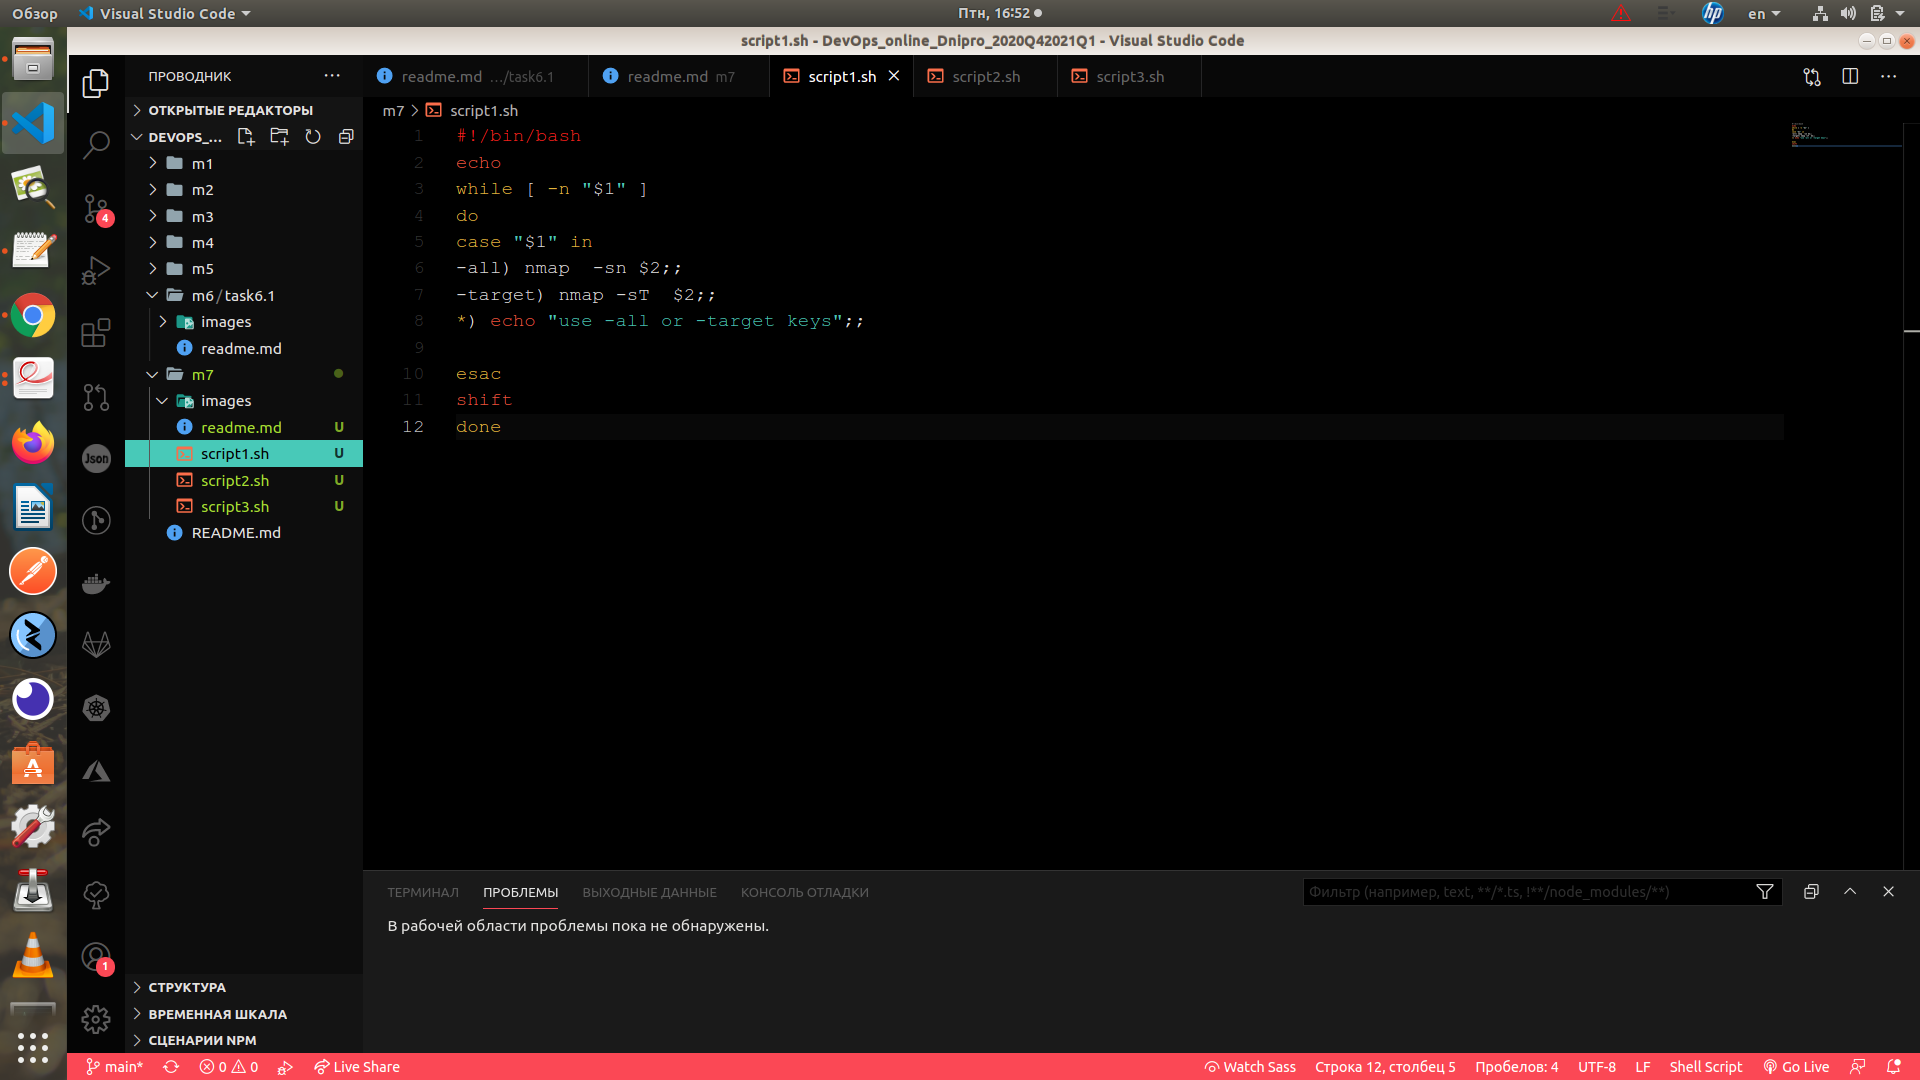 Обзор Visual Studio Code Птн, 16:52 en
script1.sh - DevOps_online_Dnipro_2020Q42021Q1 - Visual Studio Code
ПРОВОДНИК ···
readme.md .../task6.1 readme.md m7 script1.sh script2.sh script3.sh
ОТКРЫТЫЕ РЕДАКТОРЫ
DEVOPS_...
m1
m2
m3
m4
m5
m6/task6.1
images
readme.md
m7
images
readme.md U
script1.sh U
script2.sh U
script3.sh U
README.md
СТРУКТУРА
ВРЕМЕННАЯ ШКАЛА
СЦЕНАРИИ NPM
4
Json
1
hp
m7 > script1.sh
1 #!/bin/bash
2 echo
3 while [ -n "$1" ]
4 do
5 case "$1" in
6 -all) nmap  -sn $2;;
7 -target) nmap -sT  $2;;
8 *) echo "use -all or -target keys";;
9
10 esac
11 shift
12 done
ТЕРМИНАЛ ПРОБЛЕМЫ ВЫХОДНЫЕ ДАННЫЕ КОНСОЛЬ ОТЛАДКИ
Фильтр (например, text, **/*.ts, !**/node_modules/**)
В рабочей области проблемы пока не обнаружены.
main* 0 0 Live Share Watch Sass Строка 12, столбец 5 Пробелов: 4 UTF-8 LF Shell Script Go Live